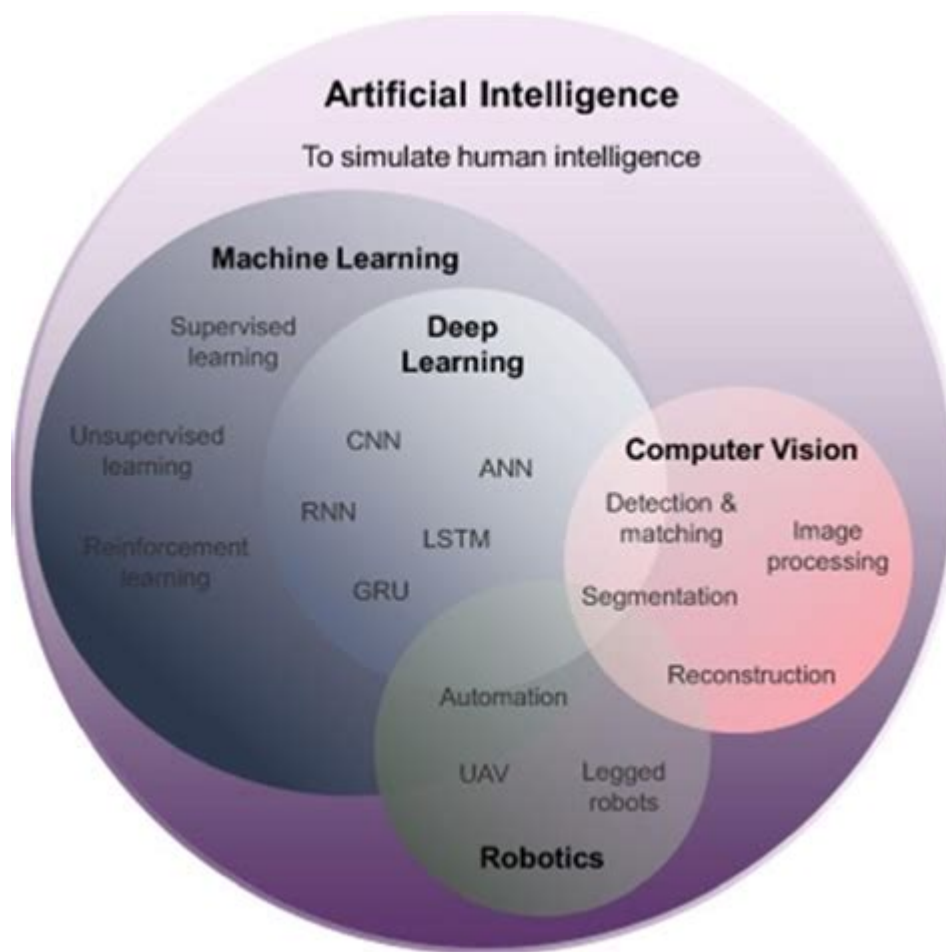 Artificial Intelligence
To simulate human intelligence
Machine Learning
Supervised
learning
Deep
Learning
Unsupervised
learning
CNN
ANN
Computer Vision
RNN
Detection &
matching
LSTM
Image
processing
Reinforcement
learning
GRU
Segmentation
Reconstruction
Automation
UAV
Legged
robots
Robotics